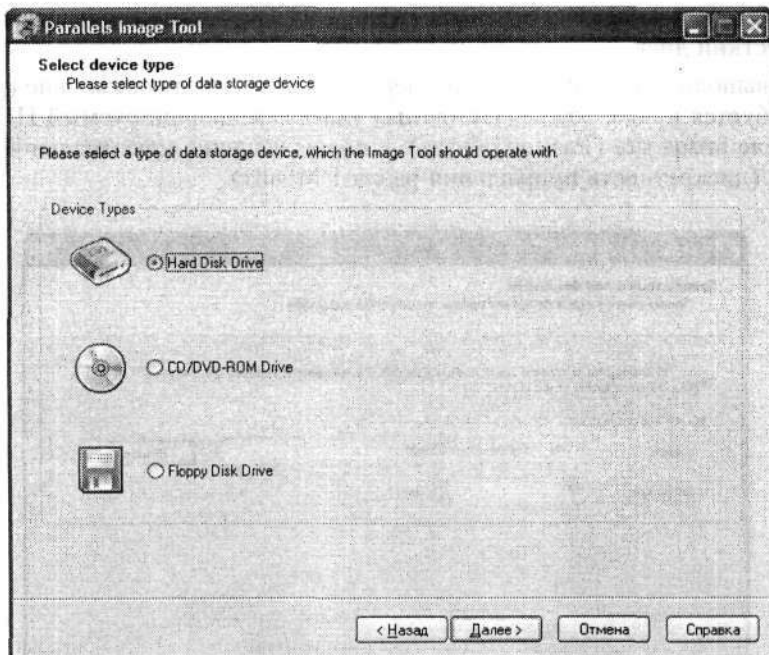 Parallels Image Tool
Select device type
Please select type of data storage device
Please select a type of data storage device, which the Image Tool should operate with.
Device Types
Hard Disk Drive
CD/DVD-ROM Drive
Floppy Disk Drive
< Назад
Далее >
Отмена
Справка